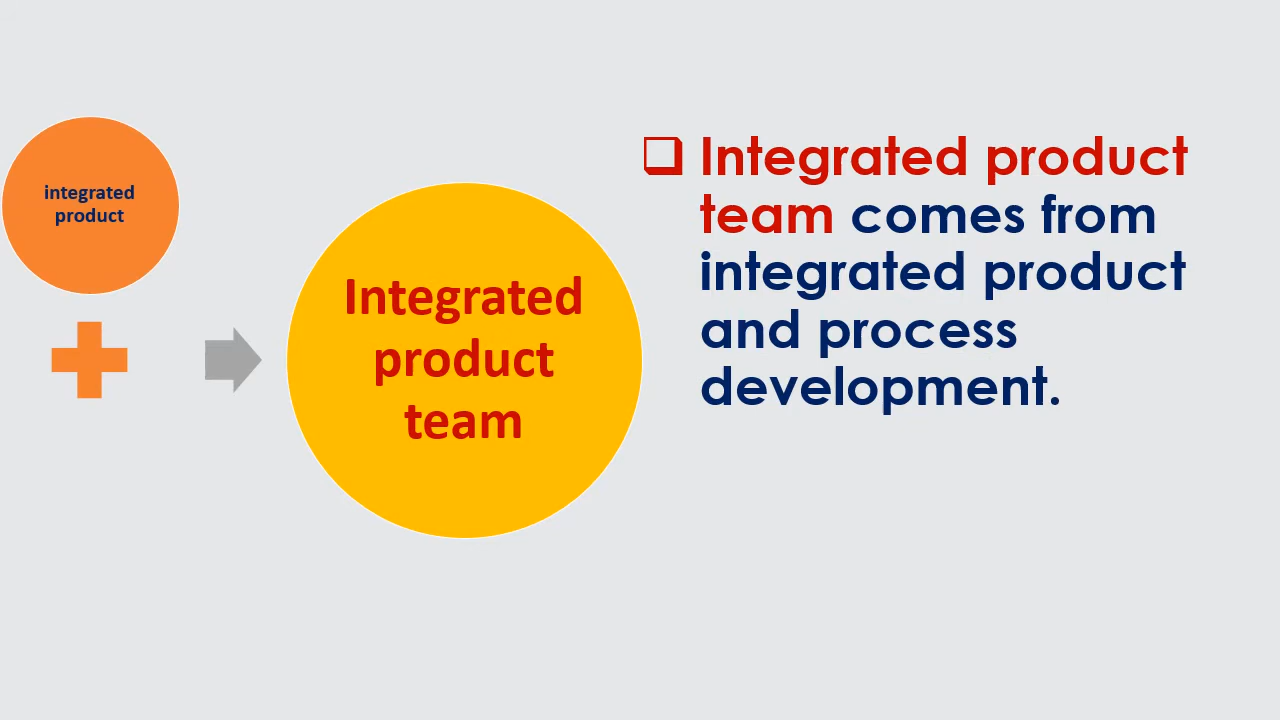 integrated
product
Integrated
product
team
❑ Integrated product
team comes from
integrated product
and process
development.